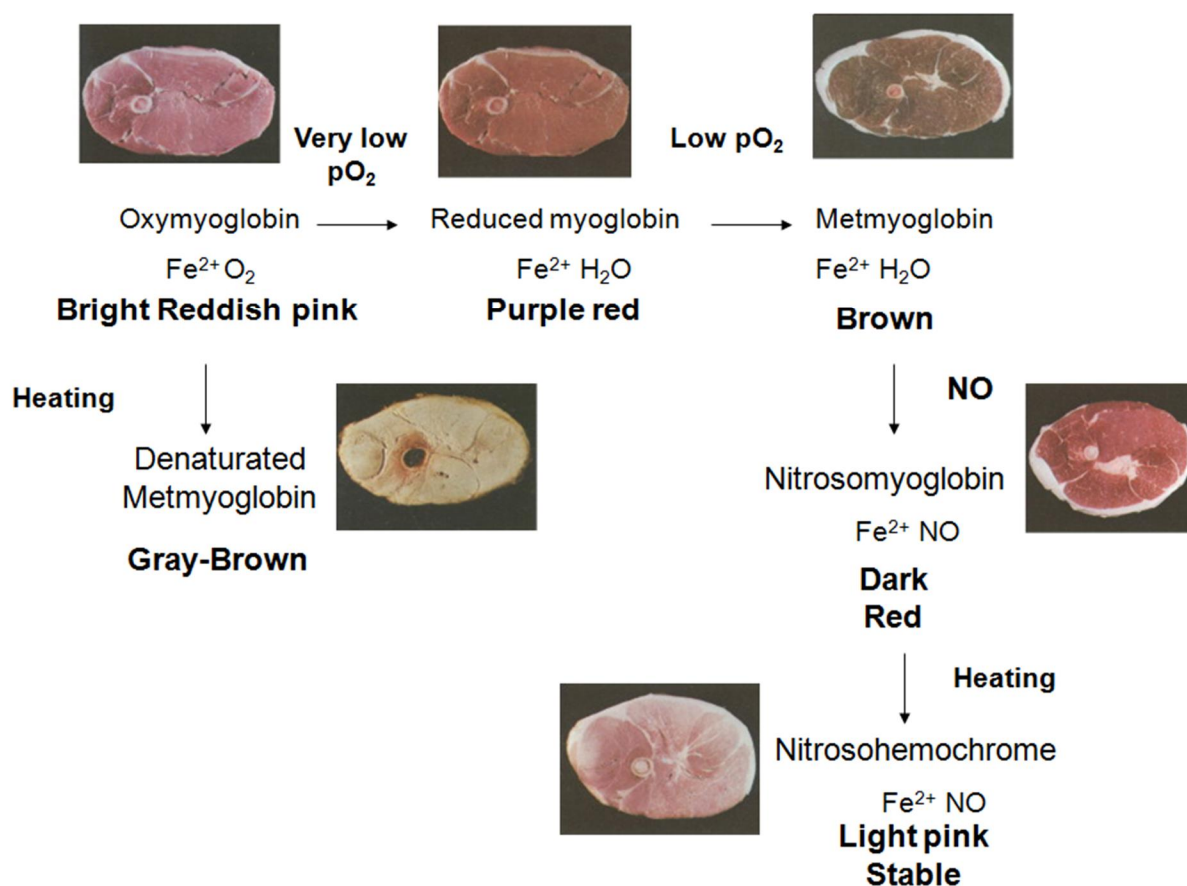 Very low
pO₂
Low pO₂
Oxymyoglobin
Reduced myoglobin
Metmyoglobin
Fe²⁺ O₂
Fe²⁺ H₂O
Fe²⁺ H₂O
Bright Reddish pink
Purple red
Brown
Heating
NO
Denaturated
Metmyoglobin
Gray-Brown
Nitrosomyoglobin
Fe²⁺ NO
Dark
Red
Heating
Nitrosohemochrome
Fe²⁺ NO
Light pink
Stable